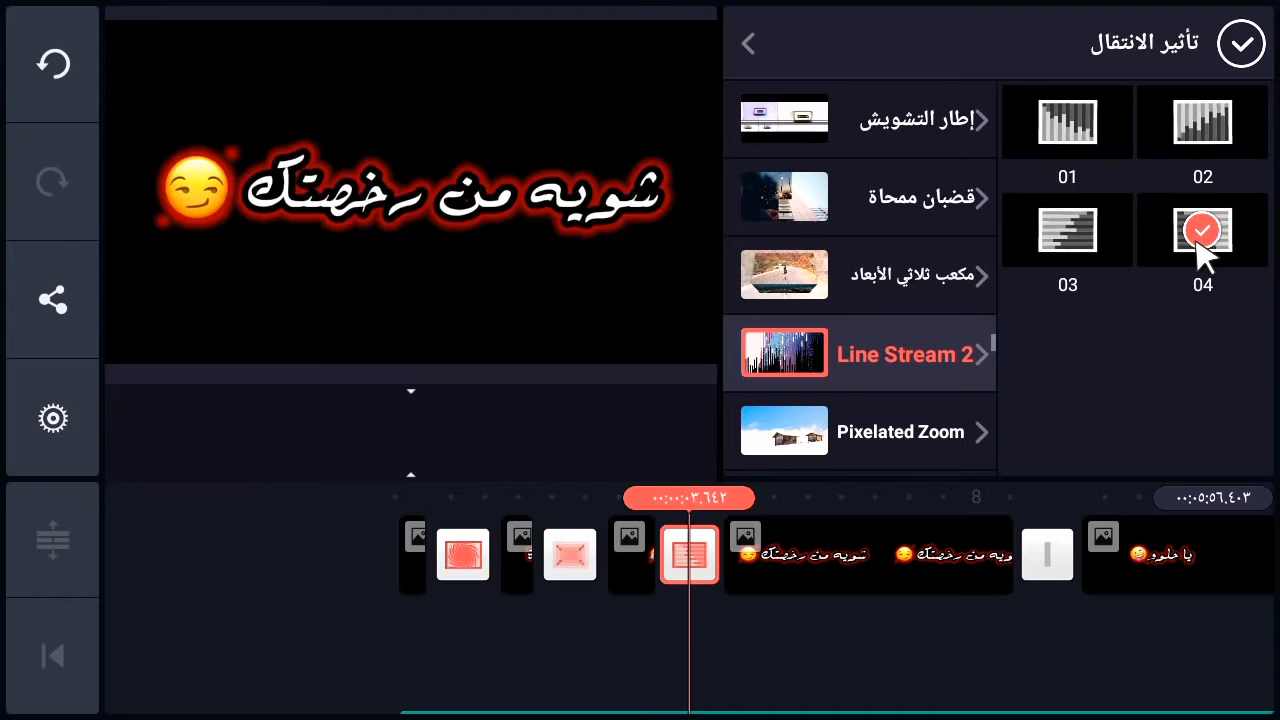 تأثير الانتقال
شويه من رخصتك
إطار التشويش
قضبان ممحاة
مكعب ثلاثي الأبعاد
Line Stream 2
Pixelated Zoom
01
02
03
04
٠٠:٠٠:٠٣.٦٤٢
8
٠٠:٠٥:٥٦.٤٠٣
شويه من رخصتك
ويه من رخصتك
يا حلوو